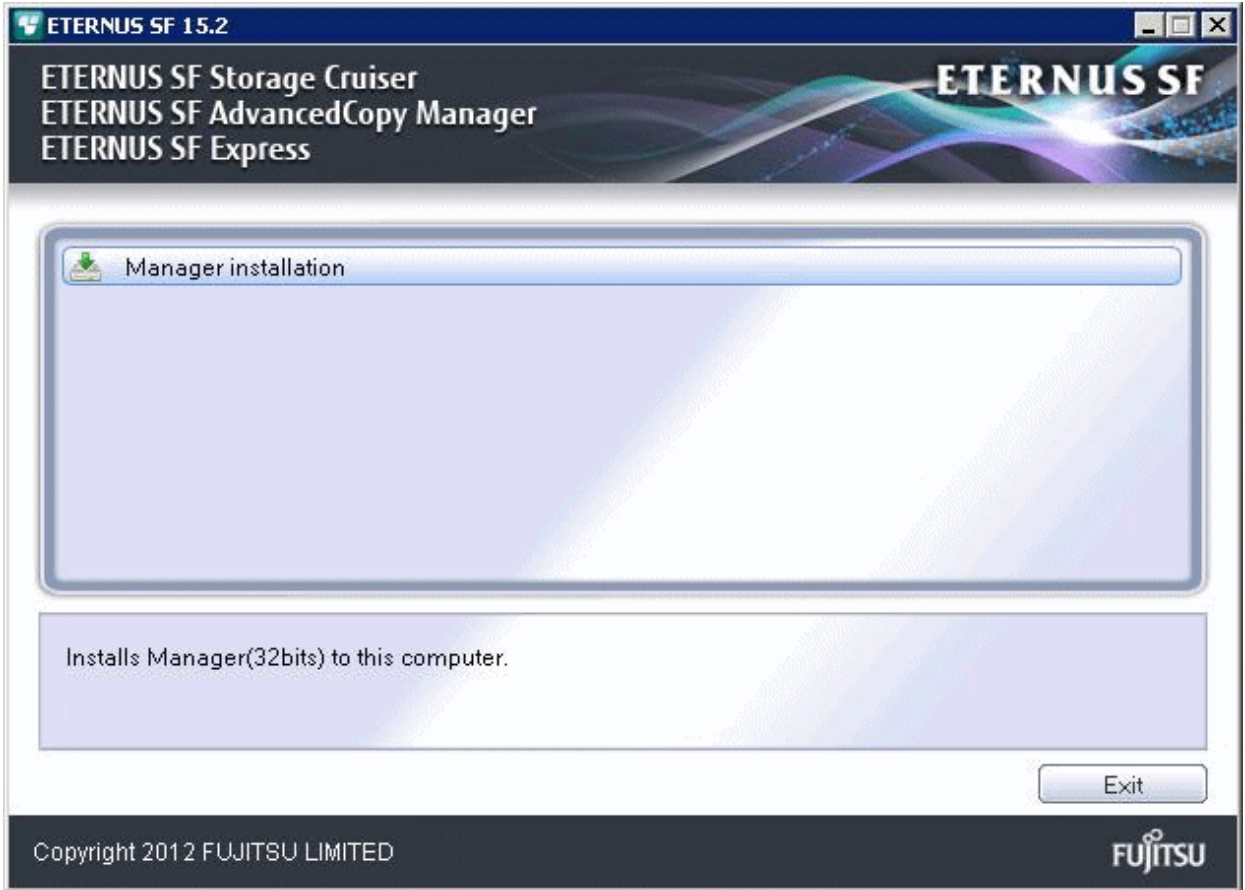 ETERNUS SF 15.2
ETERNUS SF Storage Cruiser
ETERNUS SF AdvancedCopy Manager
ETERNUS SF Express
ETERNUS SF
Manager installation
Installs Manager(32bits) to this computer.
Exit
Copyright 2012 FUJITSU LIMITED
FUJITSU